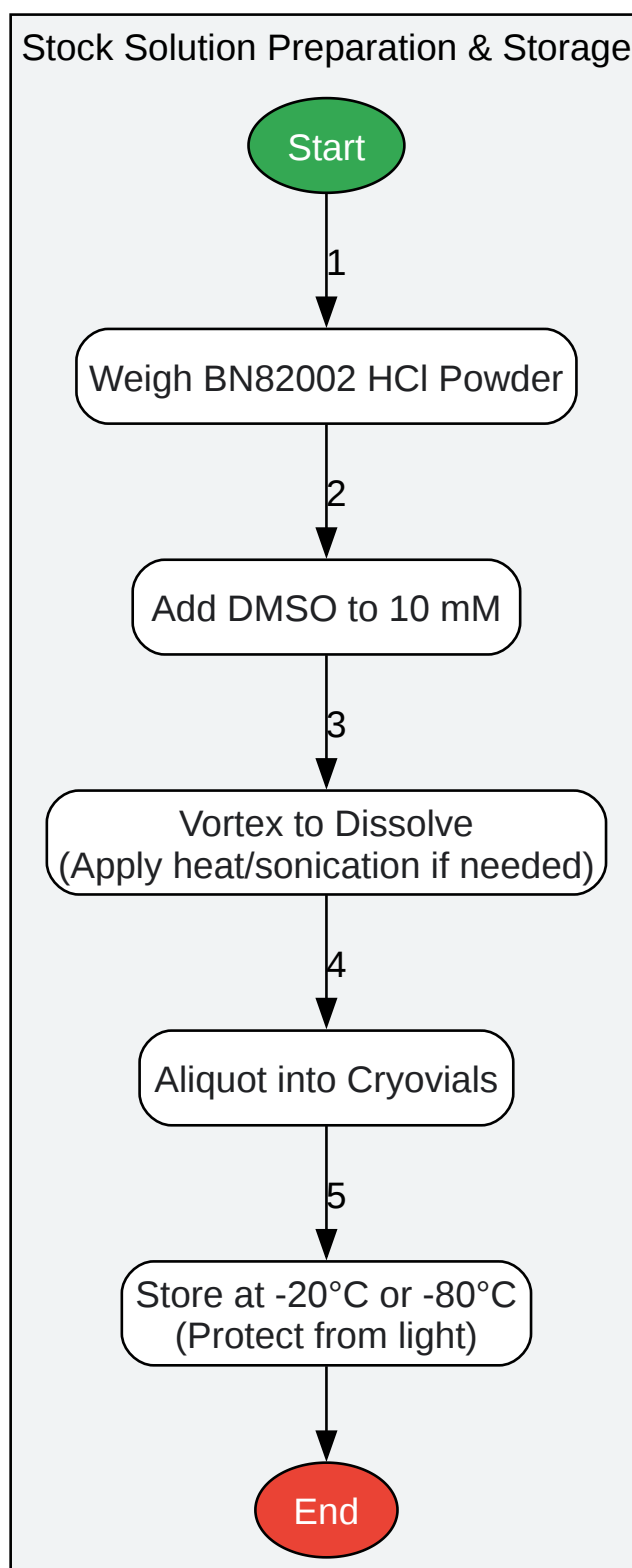 Stock Solution Preparation & Storage
Start
1
Weigh BN82002 HCl Powder
2
Add DMSO to 10 mM
3
Vortex to Dissolve
(Apply heat/sonication if needed)
4
Aliquot into Cryovials
5
Store at -20°C or -80°C
(Protect from light)
End